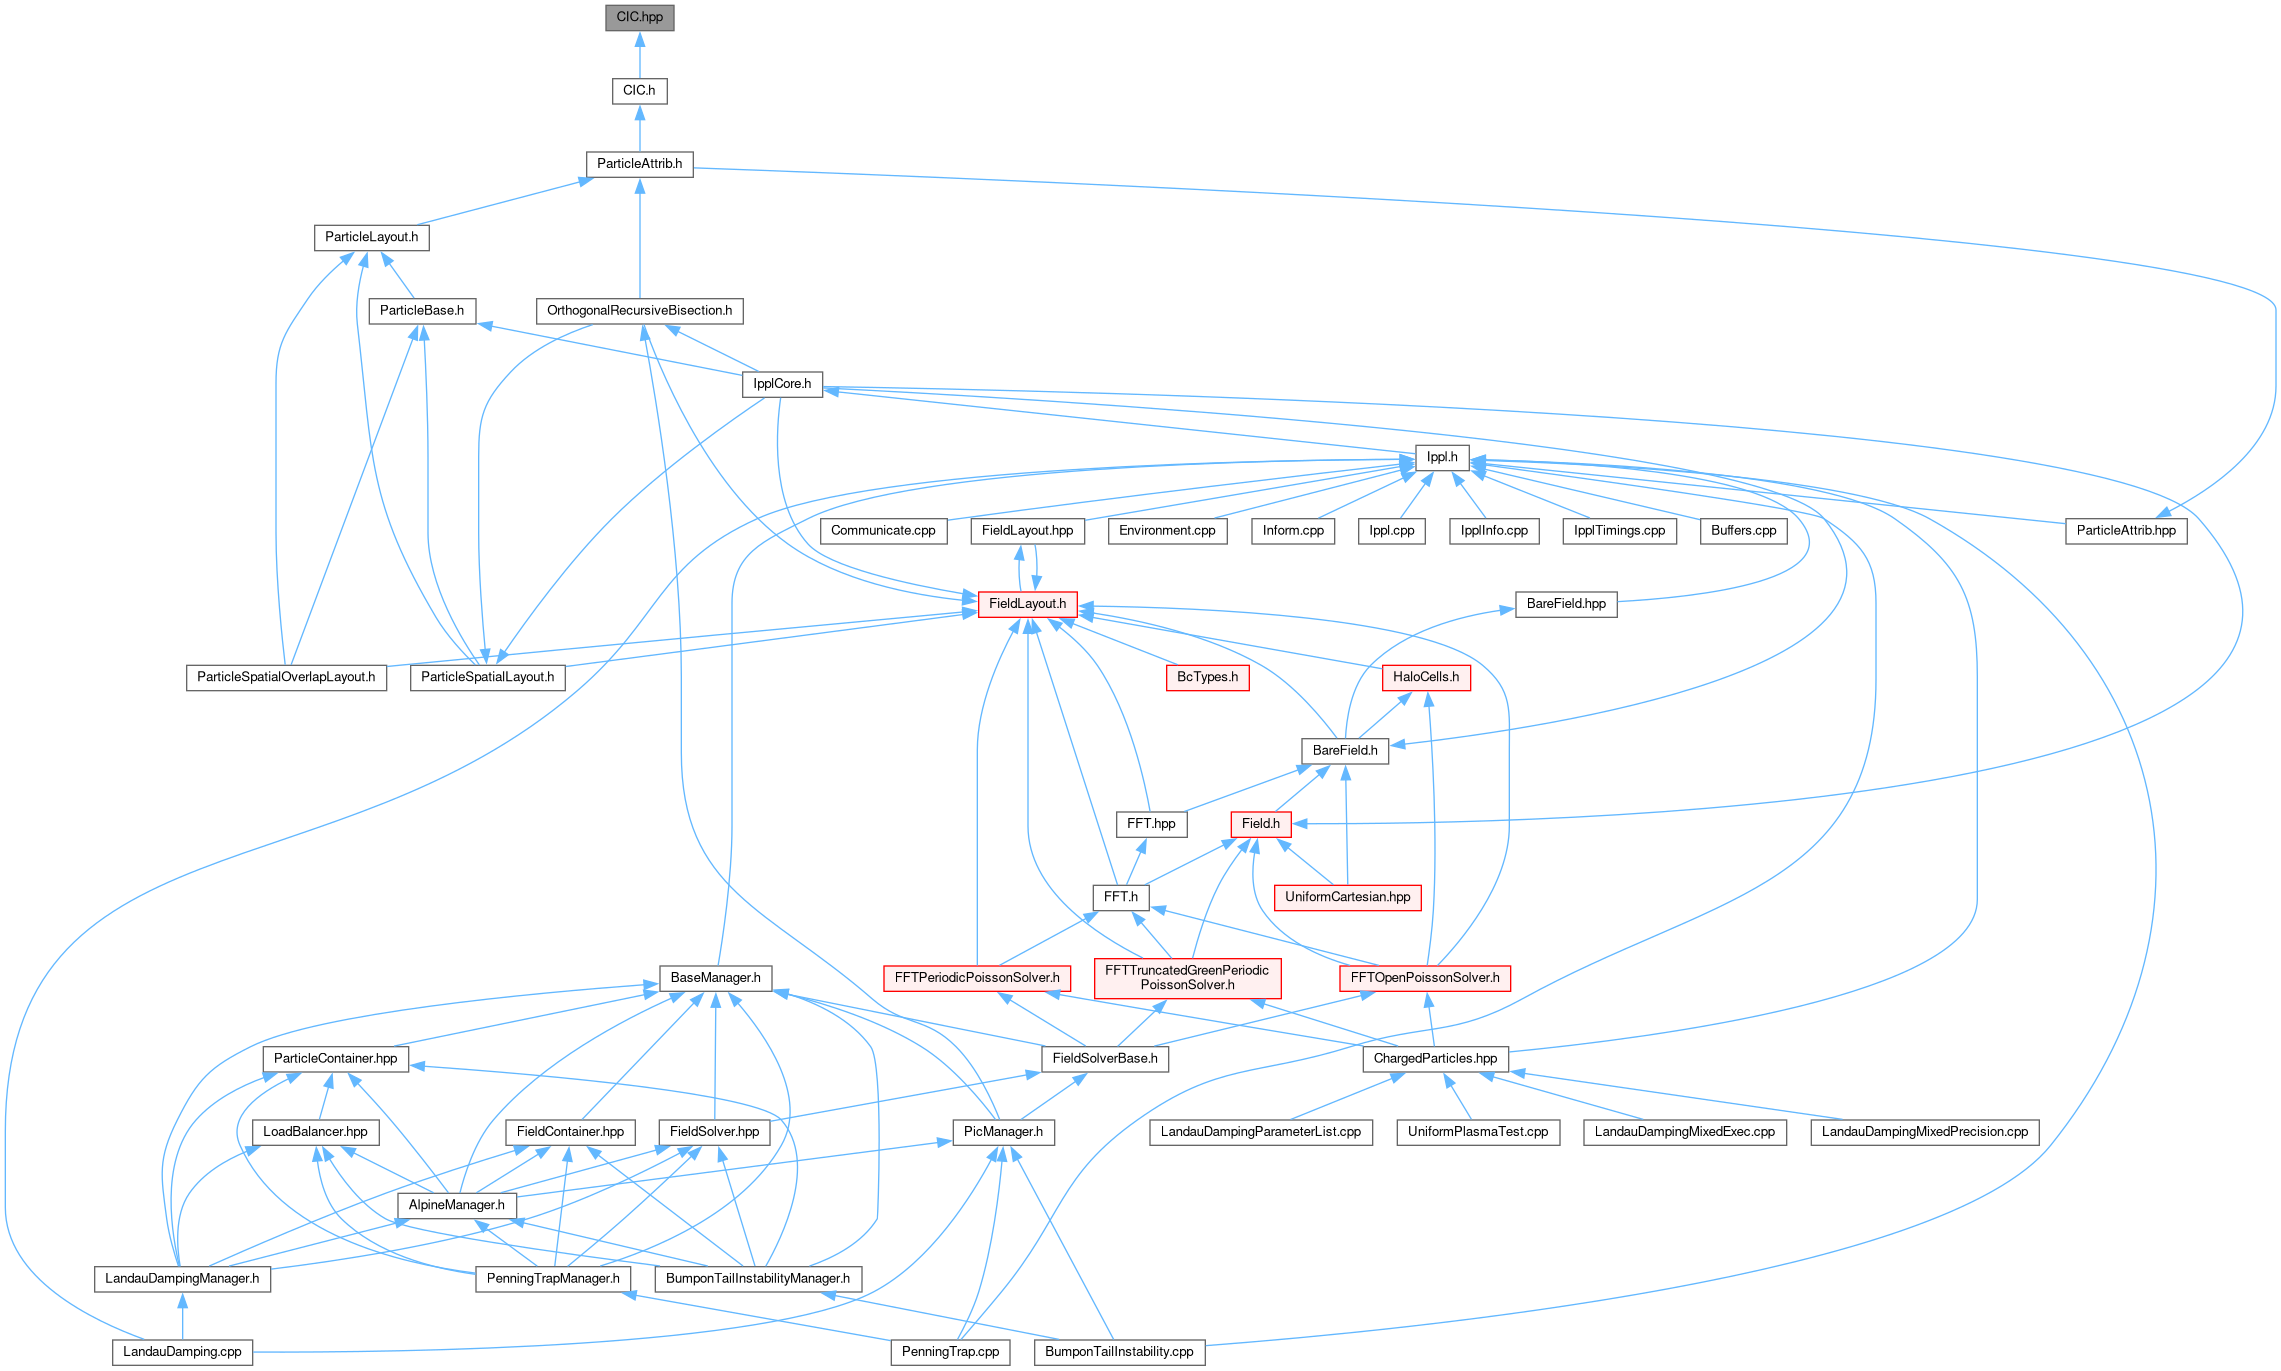 CIC.hpp
CIC.h
ParticleAttrib.h
ParticleLayout.h
ParticleBase.h
OrthogonalRecursiveBisection.h
IpplCore.h
Ippl.h
Communicate.cpp
FieldLayout.hpp
Environment.cpp
Inform.cpp
Ippl.cpp
IpplInfo.cpp
IpplTimings.cpp
Buffers.cpp
ParticleAttrib.hpp
FieldLayout.h
BareField.hpp
ParticleSpatialOverlapLayout.h
ParticleSpatialLayout.h
BcTypes.h
HaloCells.h
BareField.h
FFT.hpp
Field.h
FFT.h
UniformCartesian.hpp
BaseManager.h
FFTPeriodicPoissonSolver.h
FFTTruncatedGreenPeriodic
PoissonSolver.h
FFTOpenPoissonSolver.h
ParticleContainer.hpp
FieldSolverBase.h
ChargedParticles.hpp
LoadBalancer.hpp
FieldContainer.hpp
FieldSolver.hpp
PicManager.h
LandauDampingParameterList.cpp
UniformPlasmaTest.cpp
LandauDampingMixedExec.cpp
LandauDampingMixedPrecision.cpp
AlpineManager.h
LandauDampingManager.h
PenningTrapManager.h
BumponTailInstabilityManager.h
LandauDamping.cpp
PenningTrap.cpp
BumponTailInstability.cpp